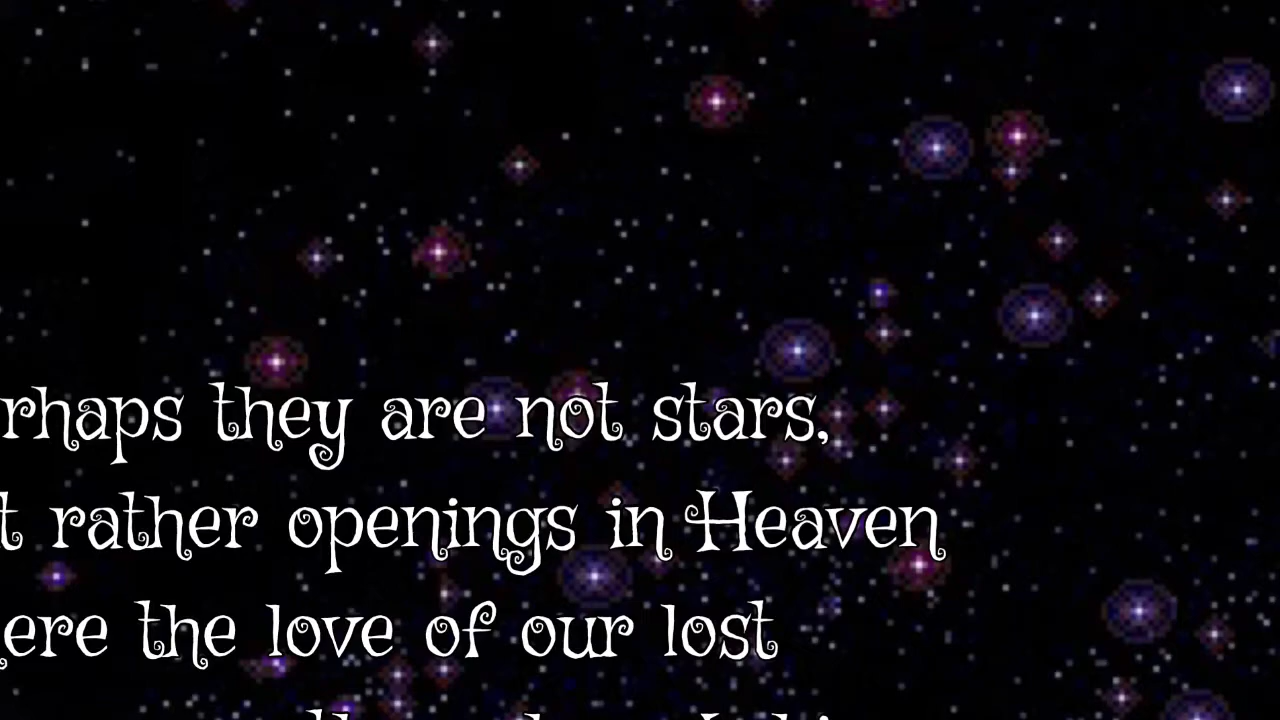 rhaps they are not stars,
t rather openings in Heaven
ere the love of our lost